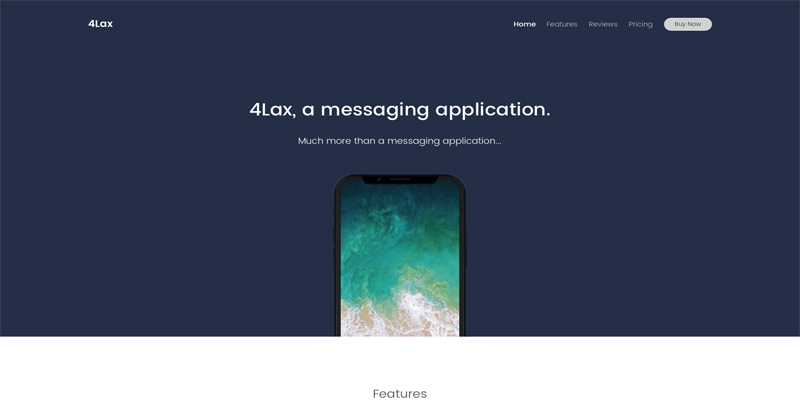 4Lax
Home Features Reviews Pricing Buy Now
4Lax, a messaging application.
Much more than a messaging application...
Features